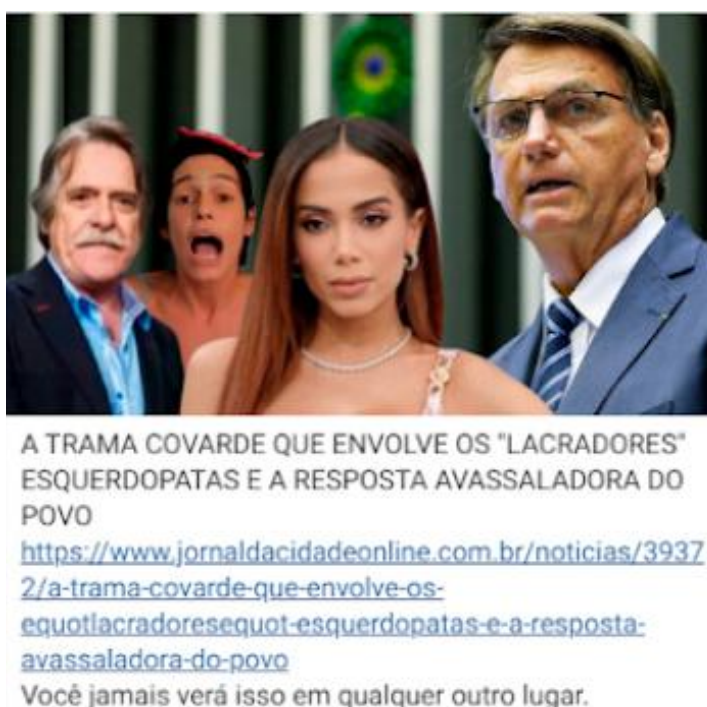 A TRAMA COVARDE QUE ENVOLVE OS "LACRADORES"
ESQUERDOPATAS E A RESPOSTA AVASSALADORA DO
POVO
https://www.jornaldacidadeonline.com.br/noticias/3937
2/a-trama-covarde-que-envolve-os-
equotlacradoresequot-esquerdopatas-e-a-resposta-
avassaladora-do-povo
Você jamais verá isso em qualquer outro lugar.